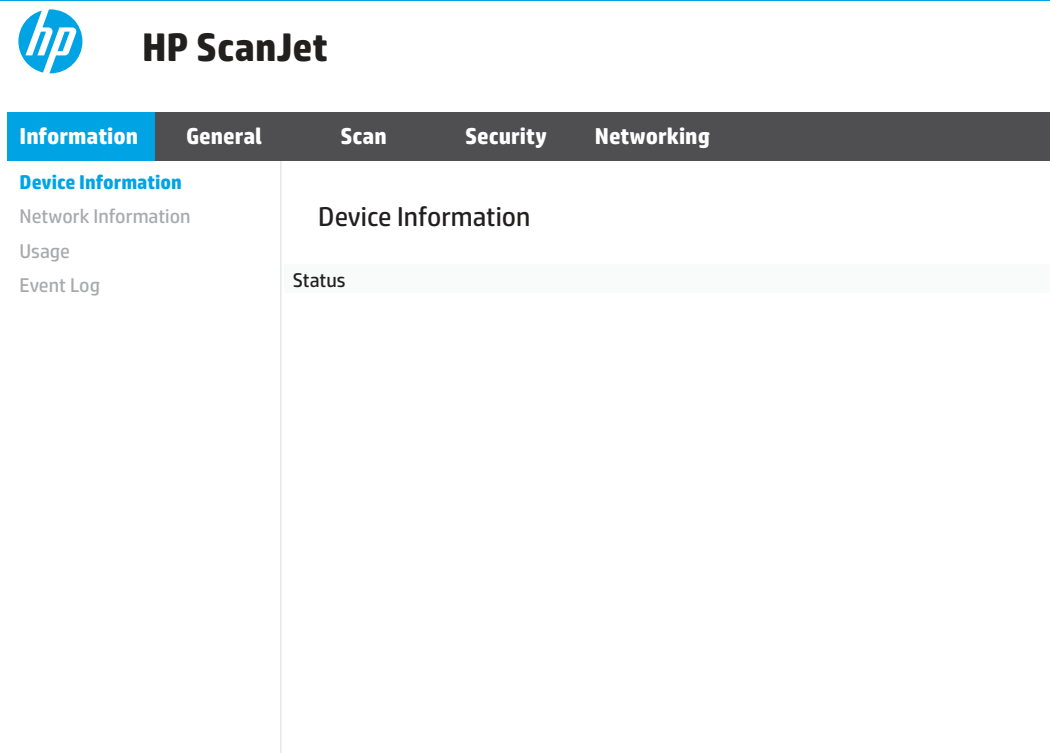 hp
HP ScanJet
Information General Scan Security Networking
Device Information
Network Information
Usage
Event Log
Device Information
Status